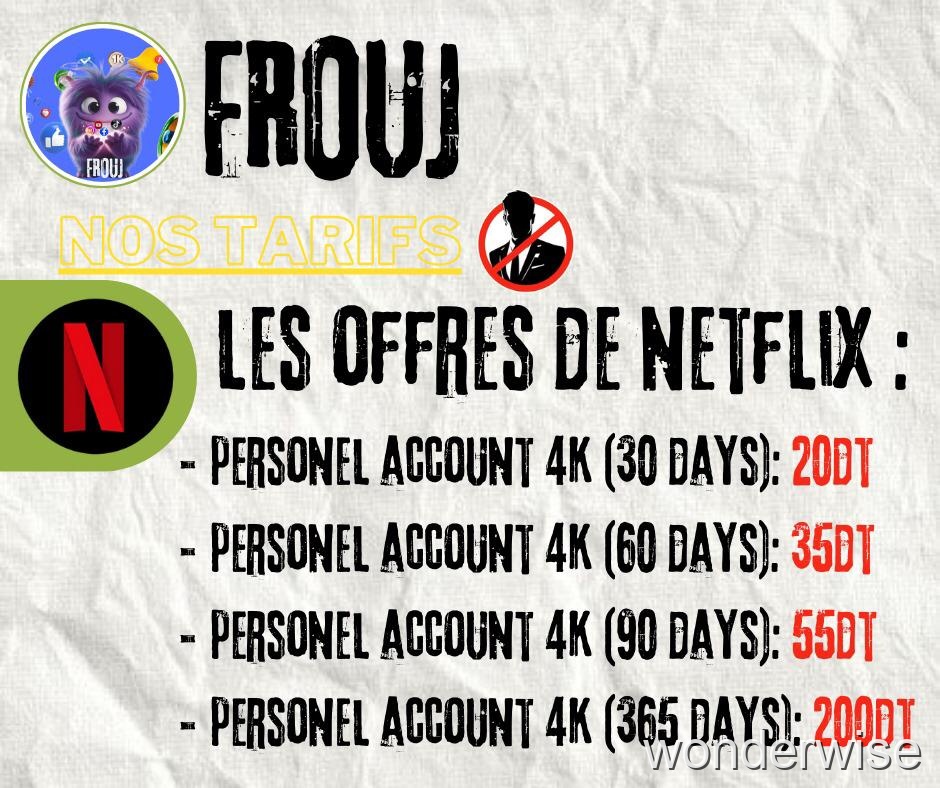 FROUJ
FROUJ
NOS TARIFS
N
LES OFFRES DE NETFLIX :
- PERSONEL ACCOUNT 4K (30 DAYS): 20DT
- PERSONEL ACCOUNT 4K (60 DAYS): 35DT
- PERSONEL ACCOUNT 4K (90 DAYS): 55DT
- PERSONEL ACCOUNT 4K (365 DAYS): 200DT
wonderwise